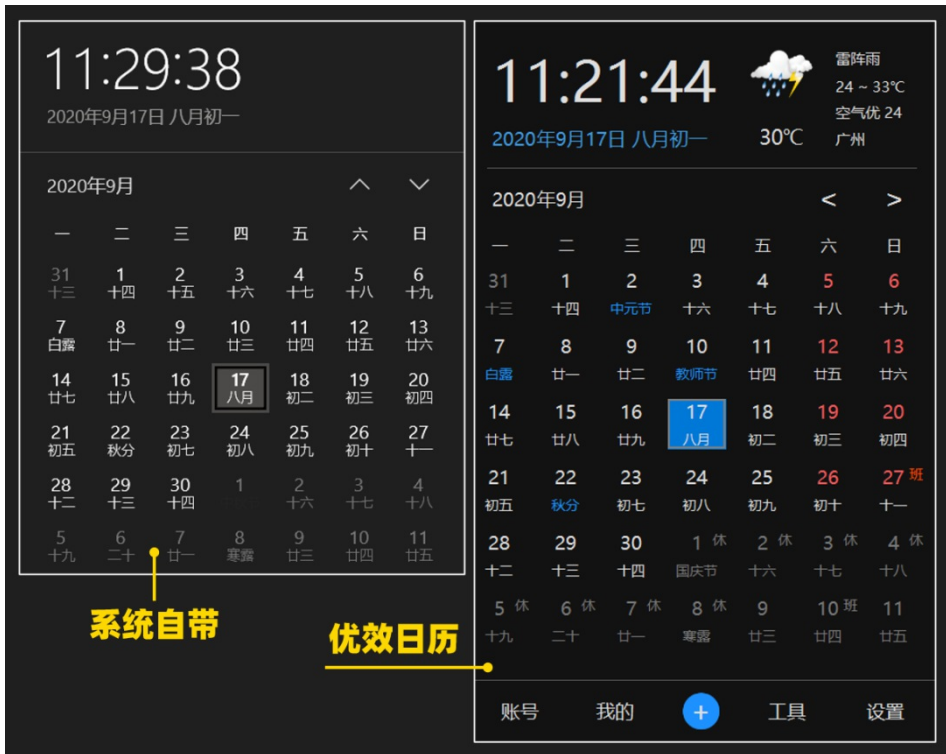 11:29:38
2020年9月17日 八月初一
2020年9月
一 二 三 四 五 六 日
31 1 2 3 4 5 6
十三 十四 十五 十六 十七 十八 十九
7 8 9 10 11 12 13
白露 廿一 廿二 廿三 廿四 廿五 廿六
14 15 16 17 18 19 20
廿七 廿八 廿九 八月 初二 初三 初四
21 22 23 24 25 26 27
初五 秋分 初七 初八 初九 初十 十一
28 29 30 1 2 3 4
十二 十三 十四 十六 十七 十八
5 6 7 8 9 10 11
十九 二十 廿一 寒露 廿三 廿四 廿五
系统自带
11:21:44
雷阵雨
24 ~ 33℃
空气优 24
2020年9月17日 八月初一 30℃ 广州
2020年9月 < >
一 二 三 四 五 六 日
31 1 2 3 4 5 6
十三 十四 中元节 十六 十七 十八 十九
7 8 9 10 11 12 13
白露 廿一 廿二 教师节 廿四 廿五 廿六
14 15 16 17 18 19 20
廿七 廿八 廿九 八月 初二 初三 初四
21 22 23 24 25 26 27 班
初五 秋分 初七 初八 初九 初十 十一
28 29 30 1 休 2 休 3 休 4 休
十二 十三 十四 国庆节 十六 十七 十八
5 休 6 休 7 休 8 休 9 10 班 11
十九 二十 廿一 寒露 廿三 廿四 廿五
优效日历
账号 我的 + 工具 设置